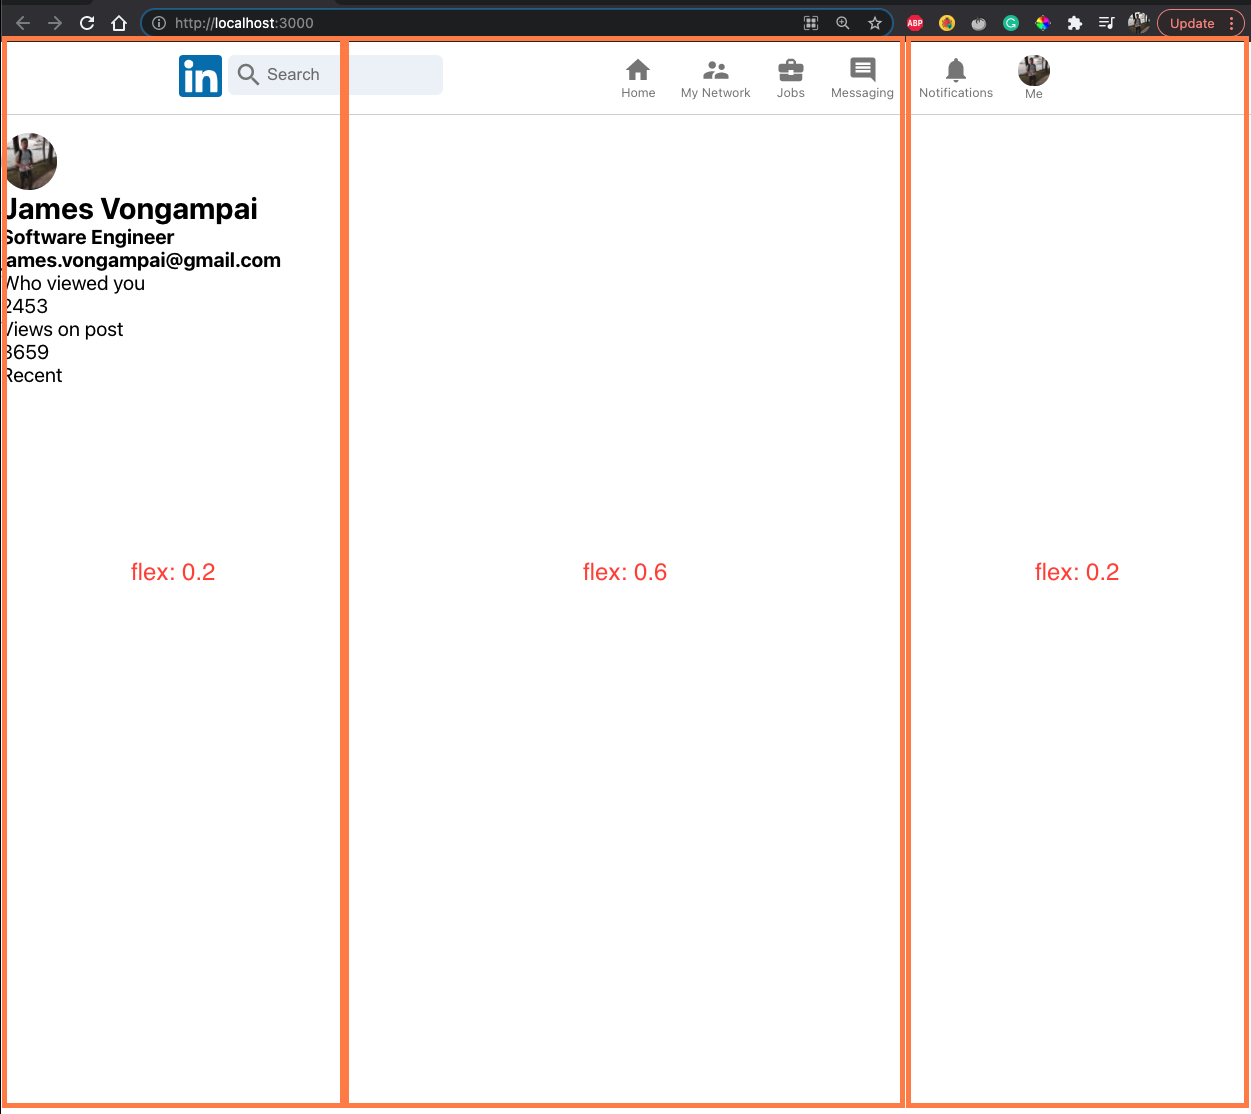 http://localhost:3000
ABP
G
Update
in
Search
Home
My Network
Jobs
Messaging
Notifications
Me
James Vongampai
Software Engineer
james.vongampai@gmail.com
Who viewed you
2453
Views on post
3659
Recent
flex: 0.2
flex: 0.6
flex: 0.2